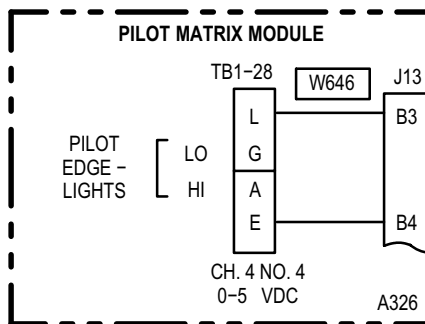 PILOT MATRIX MODULE
TB1−28
W646
J13
L
B3
G
A
E
B4
PILOT
EDGE −
LIGHTS
LO
HI
CH. 4 NO. 4
0−5 VDC
A326